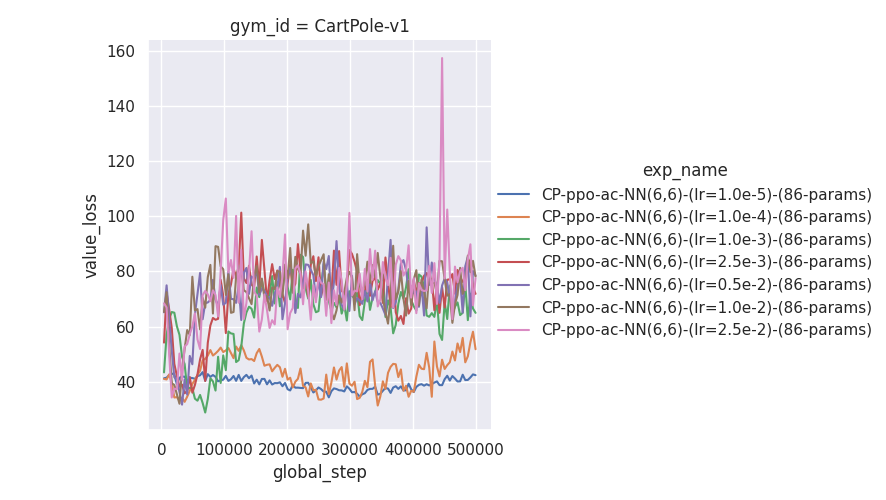 gym_id = CartPole-v1
160
140
120
100
80
60
40
value_loss
0
100000
200000
300000
400000
500000
global_step
exp_name
CP-ppo-ac-NN(6,6)-(lr=1.0e-5)-(86-params)
CP-ppo-ac-NN(6,6)-(lr=1.0e-4)-(86-params)
CP-ppo-ac-NN(6,6)-(lr=1.0e-3)-(86-params)
CP-ppo-ac-NN(6,6)-(lr=2.5e-3)-(86-params)
CP-ppo-ac-NN(6,6)-(lr=0.5e-2)-(86-params)
CP-ppo-ac-NN(6,6)-(lr=1.0e-2)-(86-params)
CP-ppo-ac-NN(6,6)-(lr=2.5e-2)-(86-params)